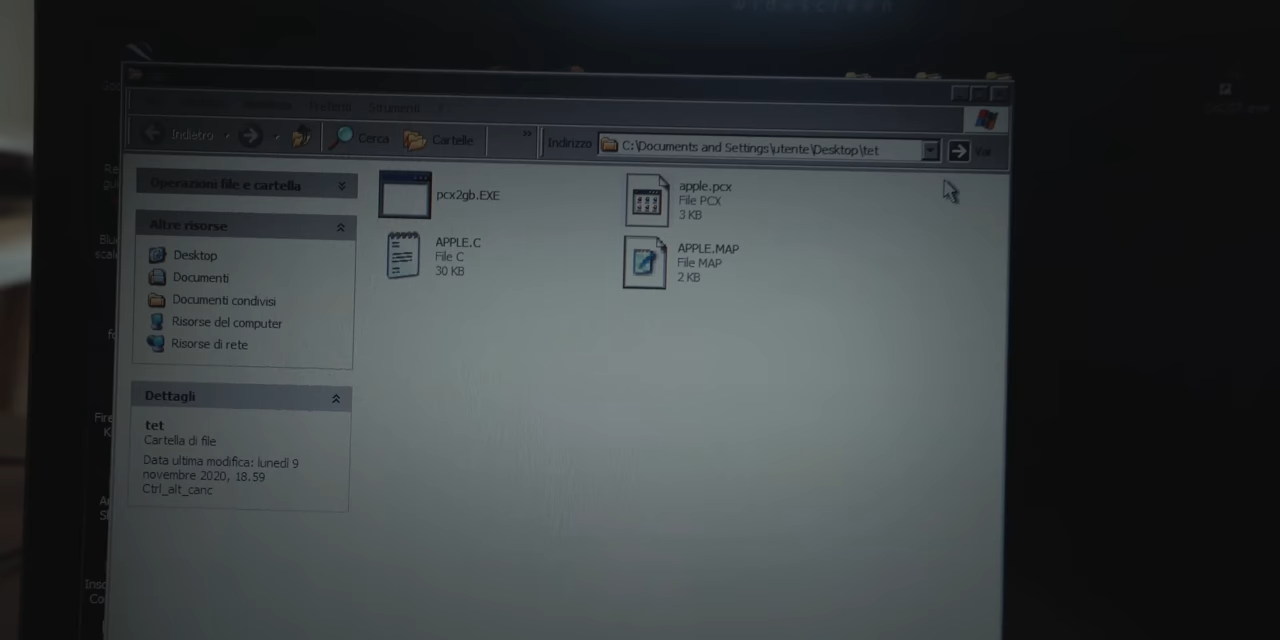 Preferiti Strumenti ?
Indietro
Cerca
Cartelle
»
Indirizzo
C:\Documents and Settings\utente\Desktop\tet
Vai
Operazioni file e cartella
Altre risorse
Desktop
Documenti
Documenti condivisi
Risorse del computer
Risorse di rete
Dettagli
tet
Cartella di file
Data ultima modifica: lunedì 9
novembre 2020, 18.59
Ctrl_alt_canc
pcx2gb.EXE
apple.pcx
File PCX
3 KB
APPLE.C
File C
30 KB
APPLE.MAP
File MAP
2 KB